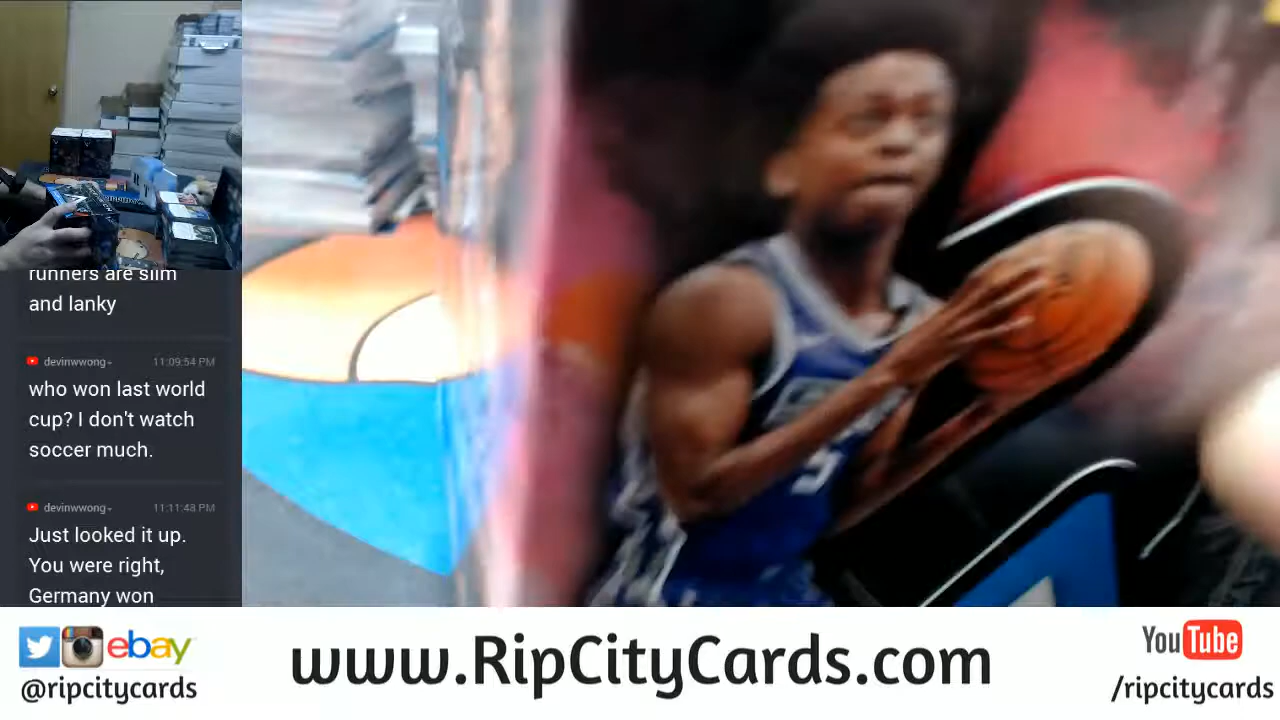 runners are slim
and lanky
devinwwong- 11:09:54 PM
who won last world
cup? I don't watch
soccer much.
devinwwong- 11:11:43 PM
Just looked it up.
You were right,
Germany won
5
ebay
@ripcitycards
www.RipCityCards.com
YouTube
/ripcitycards